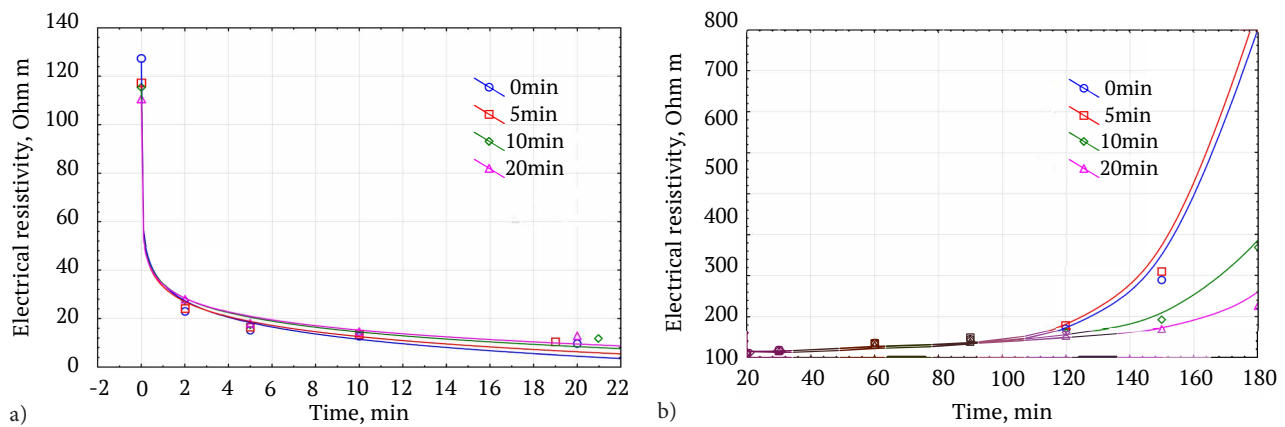 140
120
100
80
60
40
20
0
-2 0 2 4 6 8 10 12 14 16 18 20 22
Electrical resistivity, Ohm m
Time, min
0min
5min
10min
20min
a)
800
700
600
500
400
300
200
100
20 40 60 80 100 120 140 160 180
Electrical resistivity, Ohm m
Time, min
0min
5min
10min
20min
b)